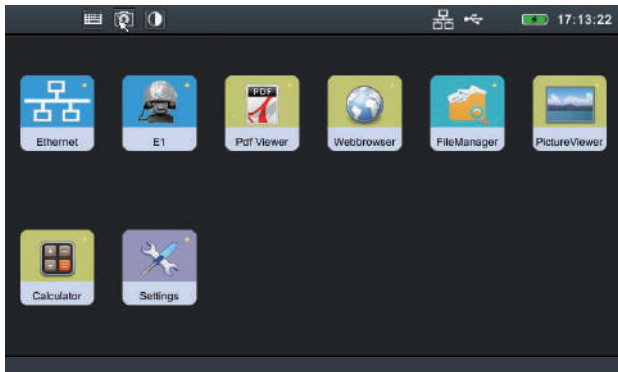 17:13:22
PDF
Ethernet E1 Pdf Viewer Webbrowser FileManager PictureViewer
Calculator Settings